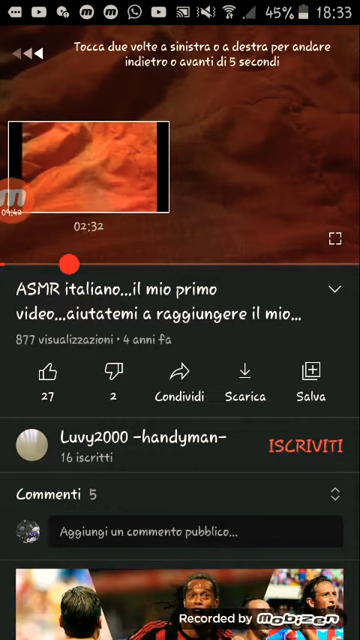 45% 18:33
Tocca due volte a sinistra o a destra per andare
indietro o avanti di 5 secondi
m
09:42
02:32
ASMR italiano...il mio primo
video...aiutatemi a raggiungere il mio...
877 visualizzazioni • 4 anni fa
27 2 Condividi Scarica Salva
Luvy2000 -handyman-
ISCRIVITI
16 iscritti
Commenti 5
Aggiungi un commento pubblico...
Recorded by MOBIZEN